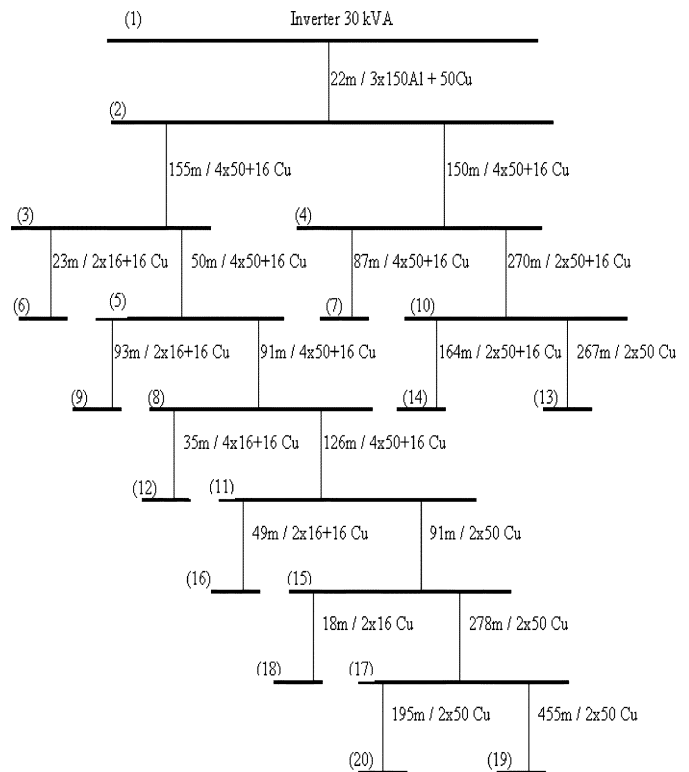 (1) Inverter 30 kVA
22m / 3x150Al + 50Cu
(2)
155m / 4x50+16 Cu 150m / 4x50+16 Cu
(3) (4)
23m / 2x16+16 Cu 50m / 4x50+16 Cu 87m / 4x50+16 Cu 270m / 2x50+16 Cu
(6) (5) (7) (10)
93m / 2x16+16 Cu 91m / 4x50+16 Cu 164m / 2x50+16 Cu 267m / 2x50 Cu
(9) (8) (14) (13)
35m / 4x16+16 Cu 126m / 4x50+16 Cu
(12) (11)
49m / 2x16+16 Cu 91m / 2x50 Cu
(16) (15)
18m / 2x16 Cu 278m / 2x50 Cu
(18) (17)
195m / 2x50 Cu 455m / 2x50 Cu
(20) (19)